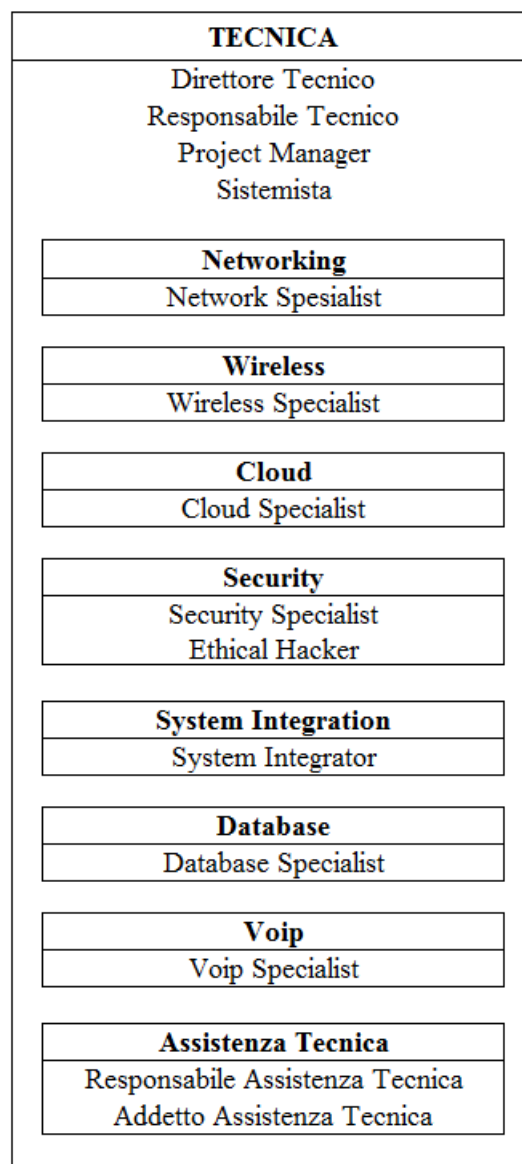 TECNICA
Direttore Tecnico
Responsabile Tecnico
Project Manager
Sistemista
Networking
Network Spesialist
Wireless
Wireless Specialist
Cloud
Cloud Specialist
Security
Security Specialist
Ethical Hacker
System Integration
System Integrator
Database
Database Specialist
Voip
Voip Specialist
Assistenza Tecnica
Responsabile Assistenza Tecnica
Addetto Assistenza Tecnica